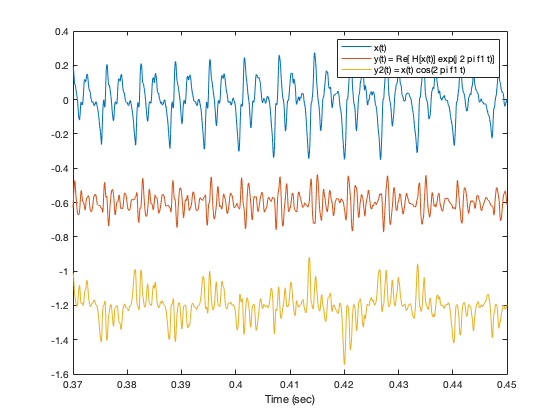 0.4
x(t)
y(t) = Re[ H[x(t)] exp(j 2 pi f1 t)]
y2(t) = x(t) cos(2 pi f1 t)
0.2
0
-0.2
-0.4
-0.6
-0.8
-1
-1.2
-1.4
-1.6
0.37 0.38 0.39 0.4 0.41 0.42 0.43 0.44 0.45
Time (sec)